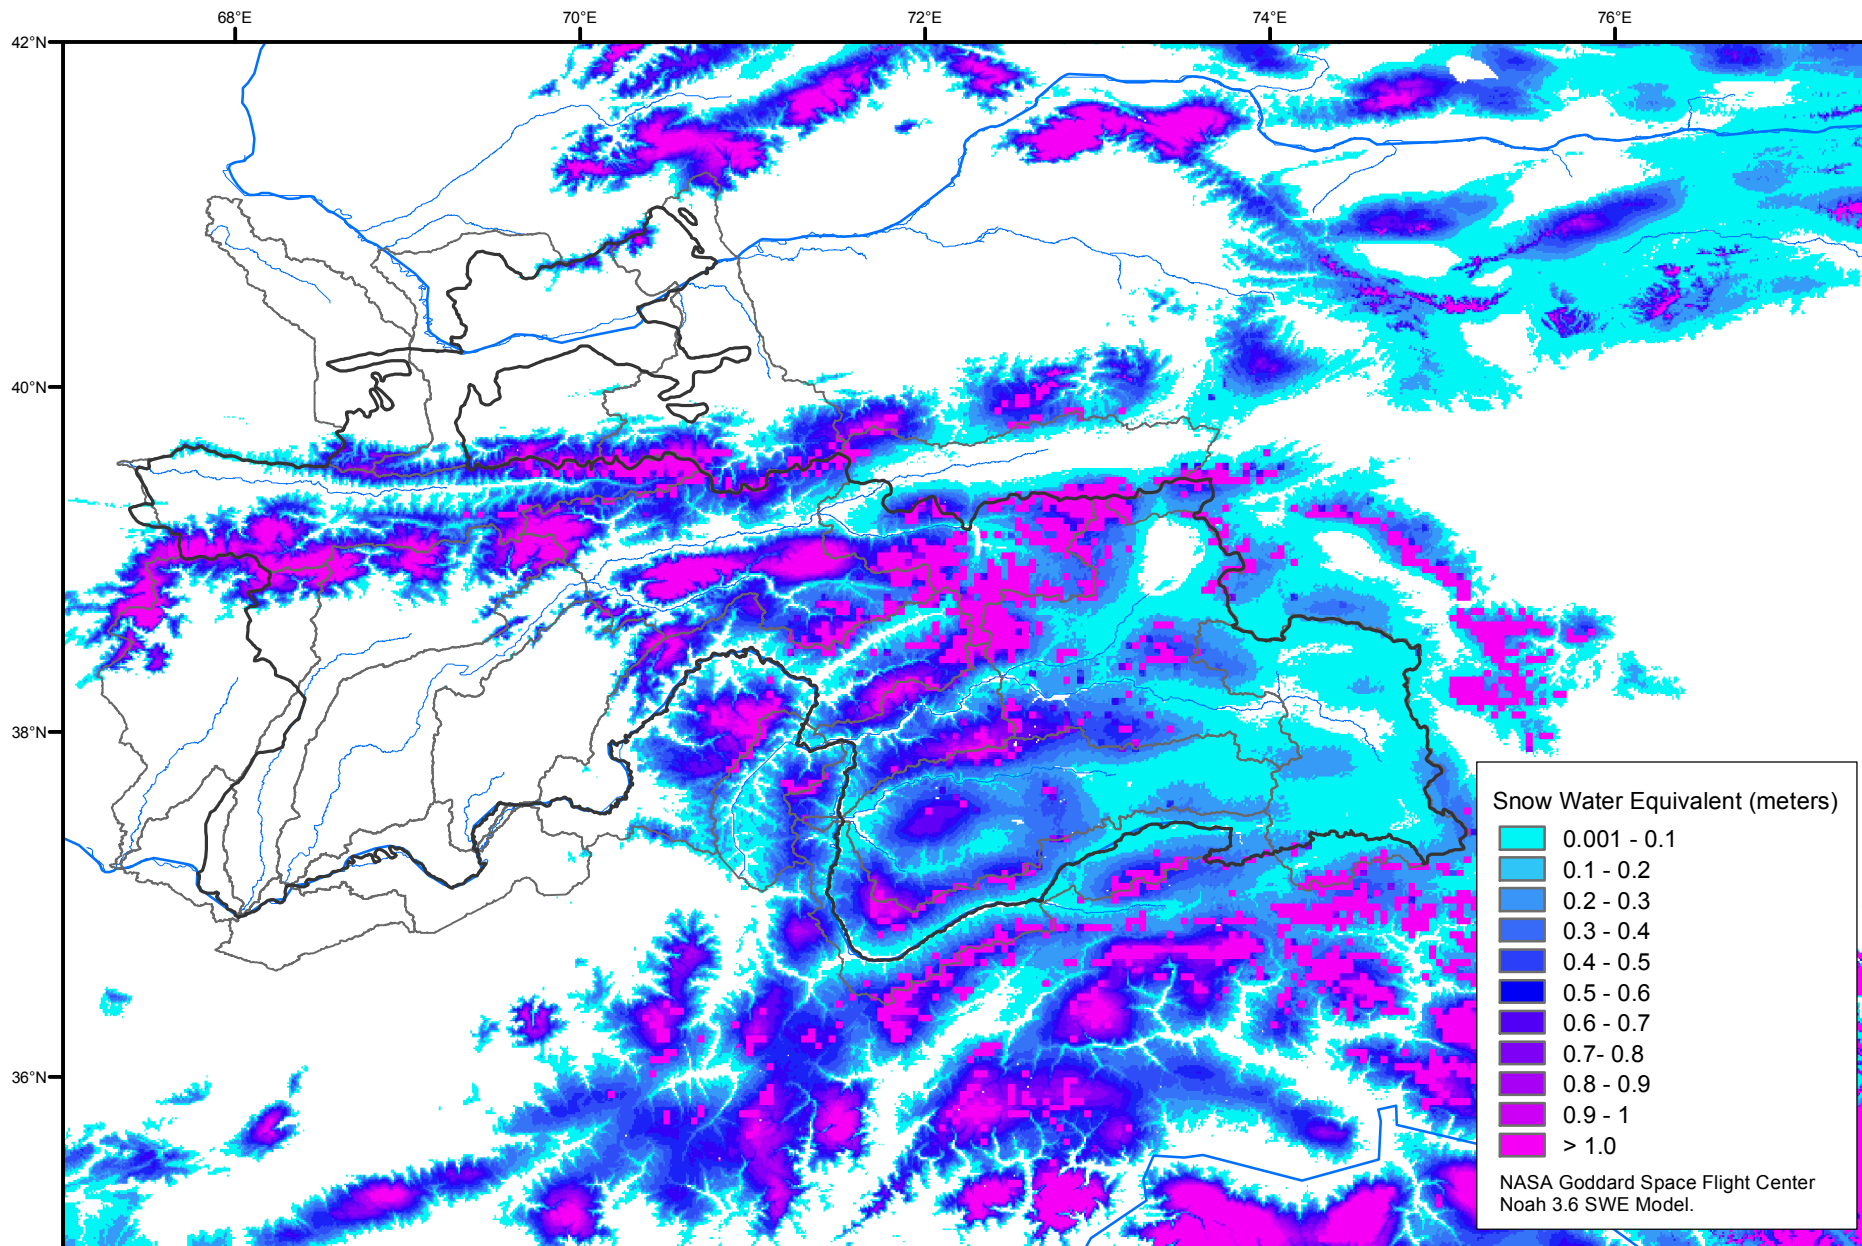 68°E
70°E
72°E
74°E
76°E
42°N
40°N
38°N
36°N
Snow Water Equivalent (meters)
0.001 - 0.1
0.1 - 0.2
0.2 - 0.3
0.3 - 0.4
0.4 - 0.5
0.5 - 0.6
0.6 - 0.7
0.7- 0.8
0.8 - 0.9
0.9 - 1
> 1.0
NASA Goddard Space Flight Center
Noah 3.6 SWE Model.